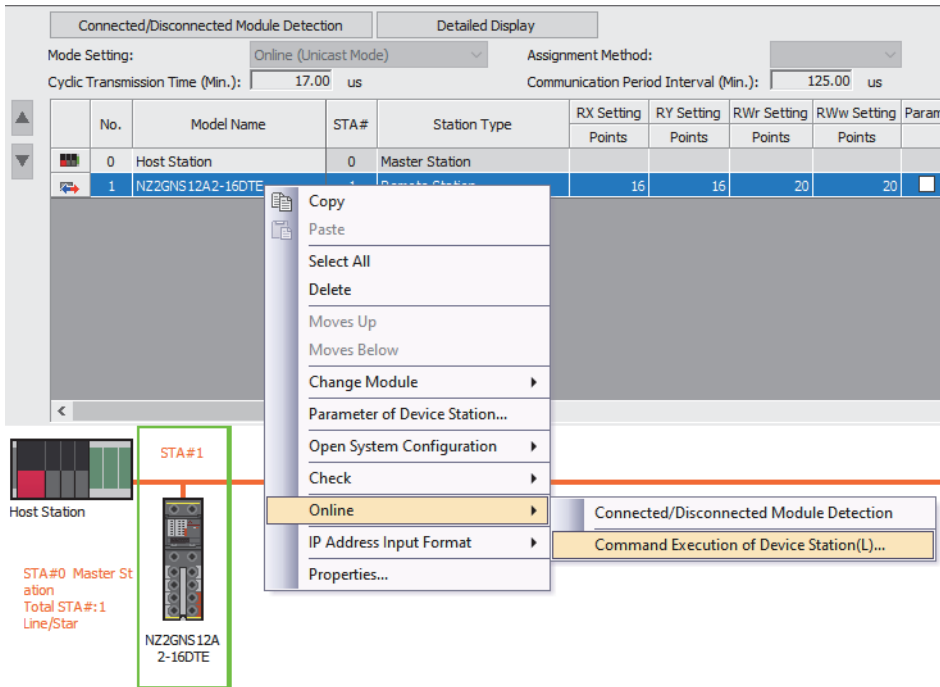 Connected/Disconnected Module Detection Detailed Display
Mode Setting: Online (Unicast Mode) Assignment Method:
Cyclic Transmission Time (Min.): 17.00 us Communication Period Interval (Min.): 125.00 us
No. Model Name STA# Station Type RX Setting RY Setting RWr Setting RWw Setting Param
Points Points Points Points
0 Host Station 0 Master Station
1 NZ2GNS12A2-16DTE 1 Remote Station 16 16 20 20
Copy
Paste
Select All
Delete
Moves Up
Moves Below
Change Module
Parameter of Device Station...
Open System Configuration
Check
Online
IP Address Input Format
Properties...
Connected/Disconnected Module Detection
Command Execution of Device Station(L)...
STA#1
Host Station
STA#0 Master St
ation
Total STA#:1
Line/Star
NZ2GNS12A
2-16DTE